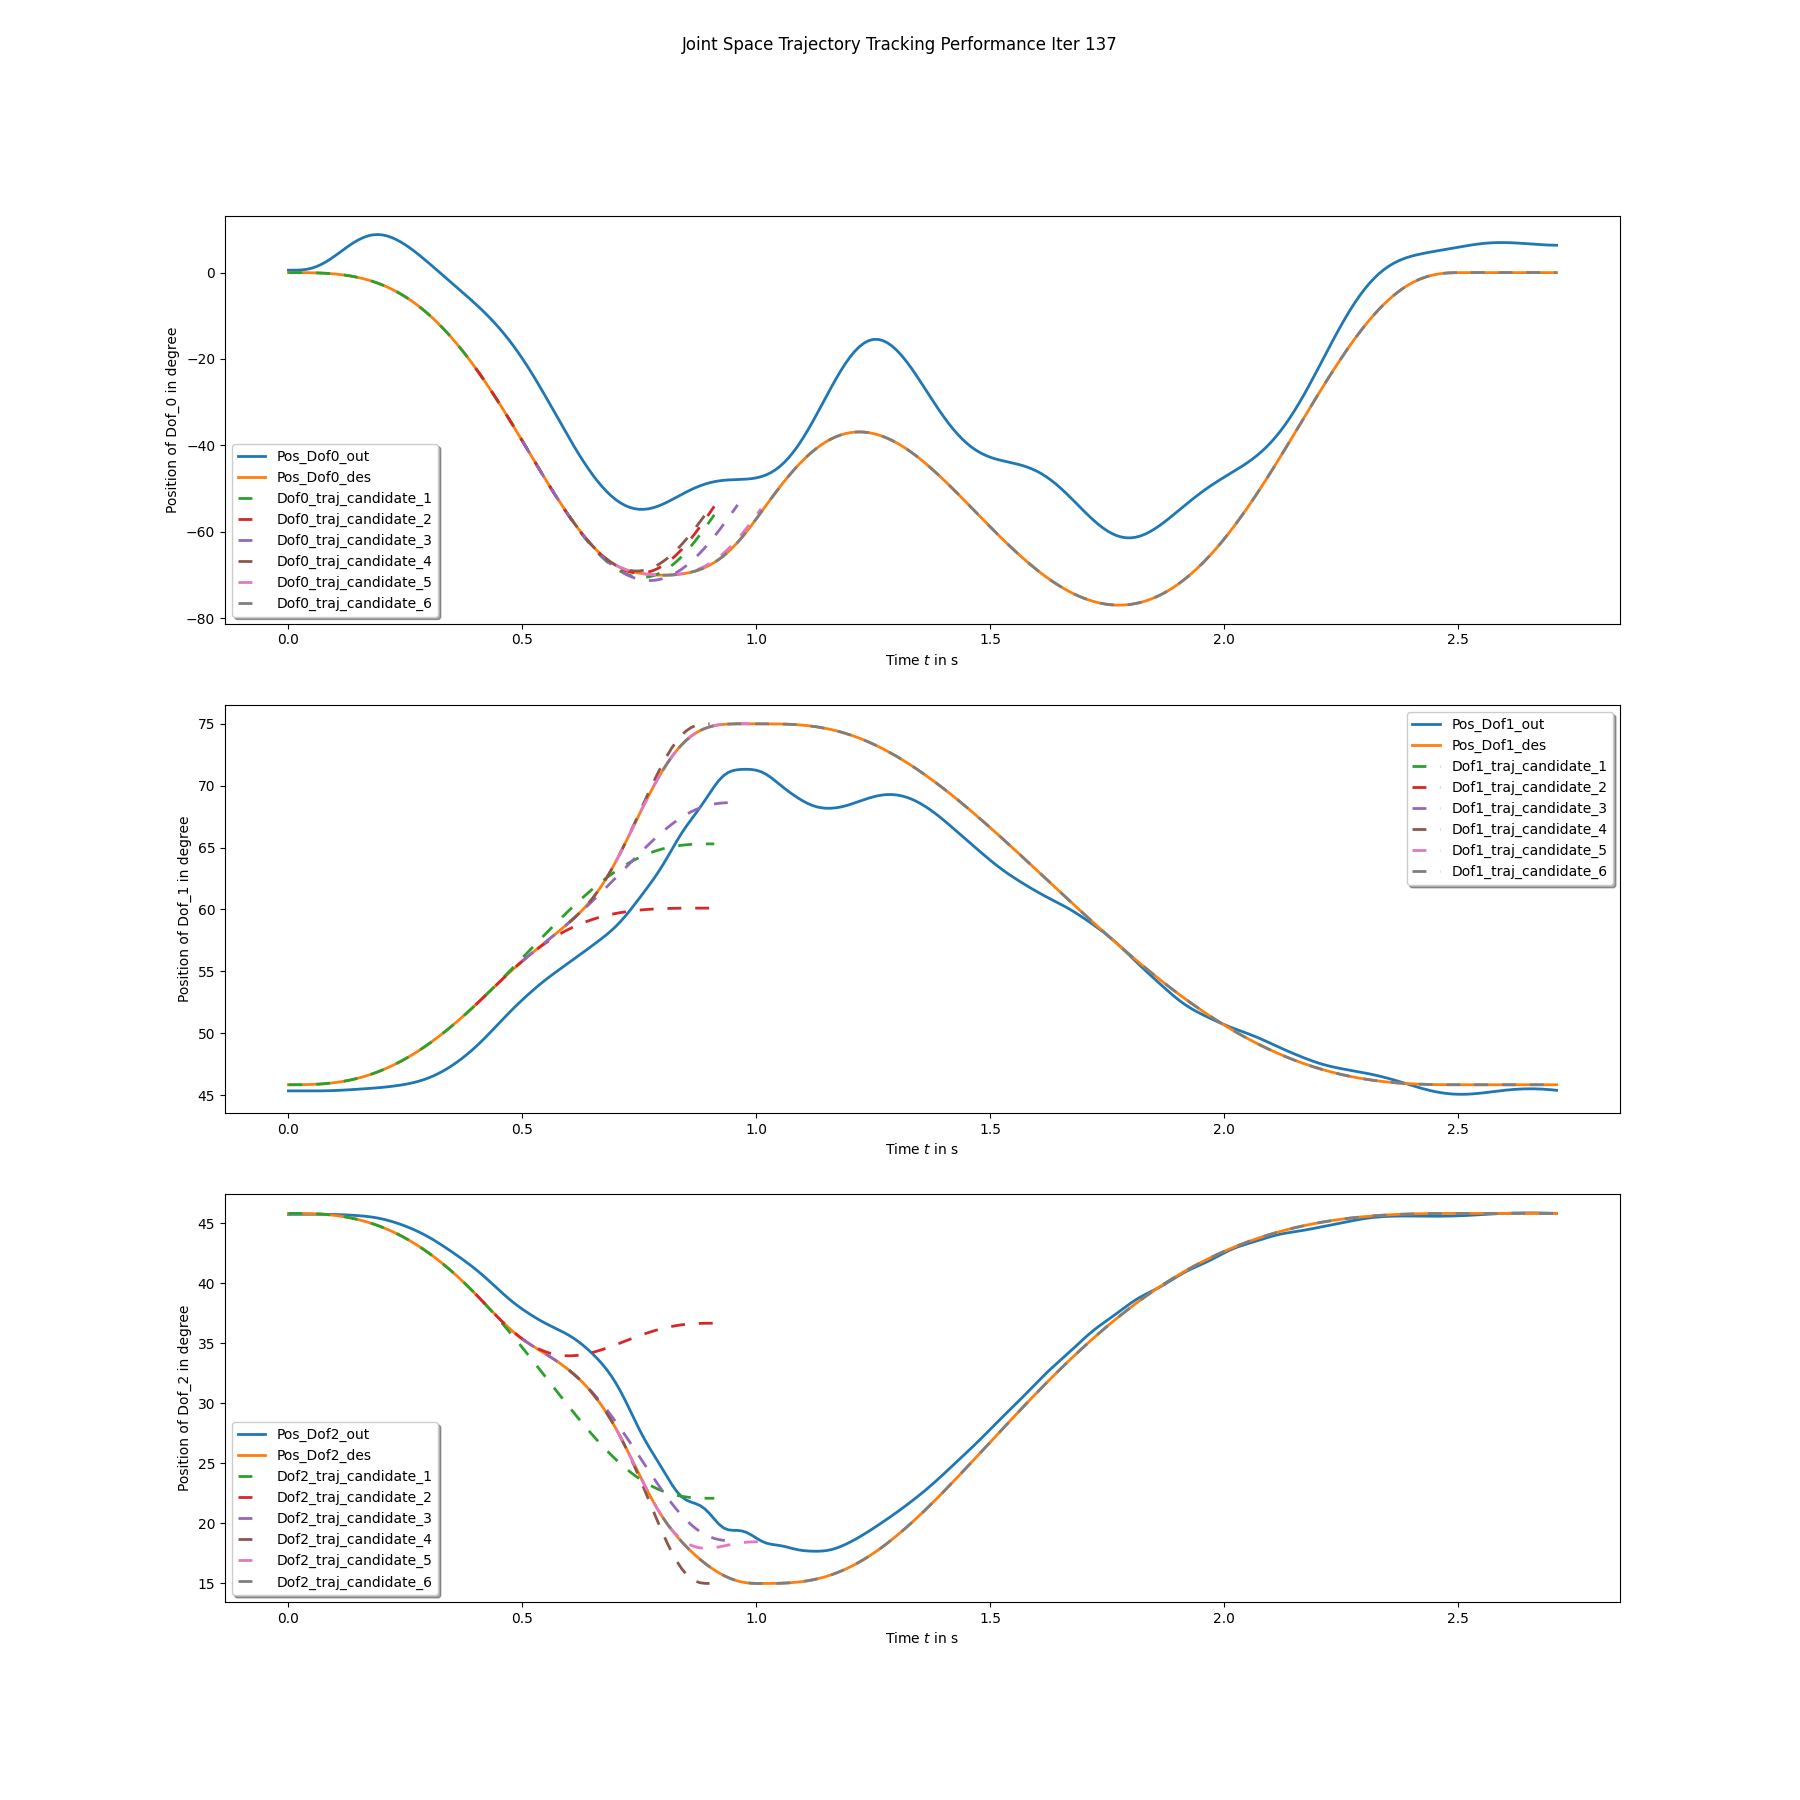 Joint Space Trajectory Tracking Performance Iter 137
Position of Dof_0 in degree
0
−20
−40
−60
−80
Pos_Dof0_out
Pos_Dof0_des
Dof0_traj_candidate_1
Dof0_traj_candidate_2
Dof0_traj_candidate_3
Dof0_traj_candidate_4
Dof0_traj_candidate_5
Dof0_traj_candidate_6
0.0 0.5 1.0 1.5 2.0 2.5
Time t in s
Position of Dof_1 in degree
75
70
65
60
55
50
45
Pos_Dof1_out
Pos_Dof1_des
Dof1_traj_candidate_1
Dof1_traj_candidate_2
Dof1_traj_candidate_3
Dof1_traj_candidate_4
Dof1_traj_candidate_5
Dof1_traj_candidate_6
0.0 0.5 1.0 1.5 2.0 2.5
Time t in s
Position of Dof_2 in degree
45
40
35
30
25
20
15
Pos_Dof2_out
Pos_Dof2_des
Dof2_traj_candidate_1
Dof2_traj_candidate_2
Dof2_traj_candidate_3
Dof2_traj_candidate_4
Dof2_traj_candidate_5
Dof2_traj_candidate_6
0.0 0.5 1.0 1.5 2.0 2.5
Time t in s